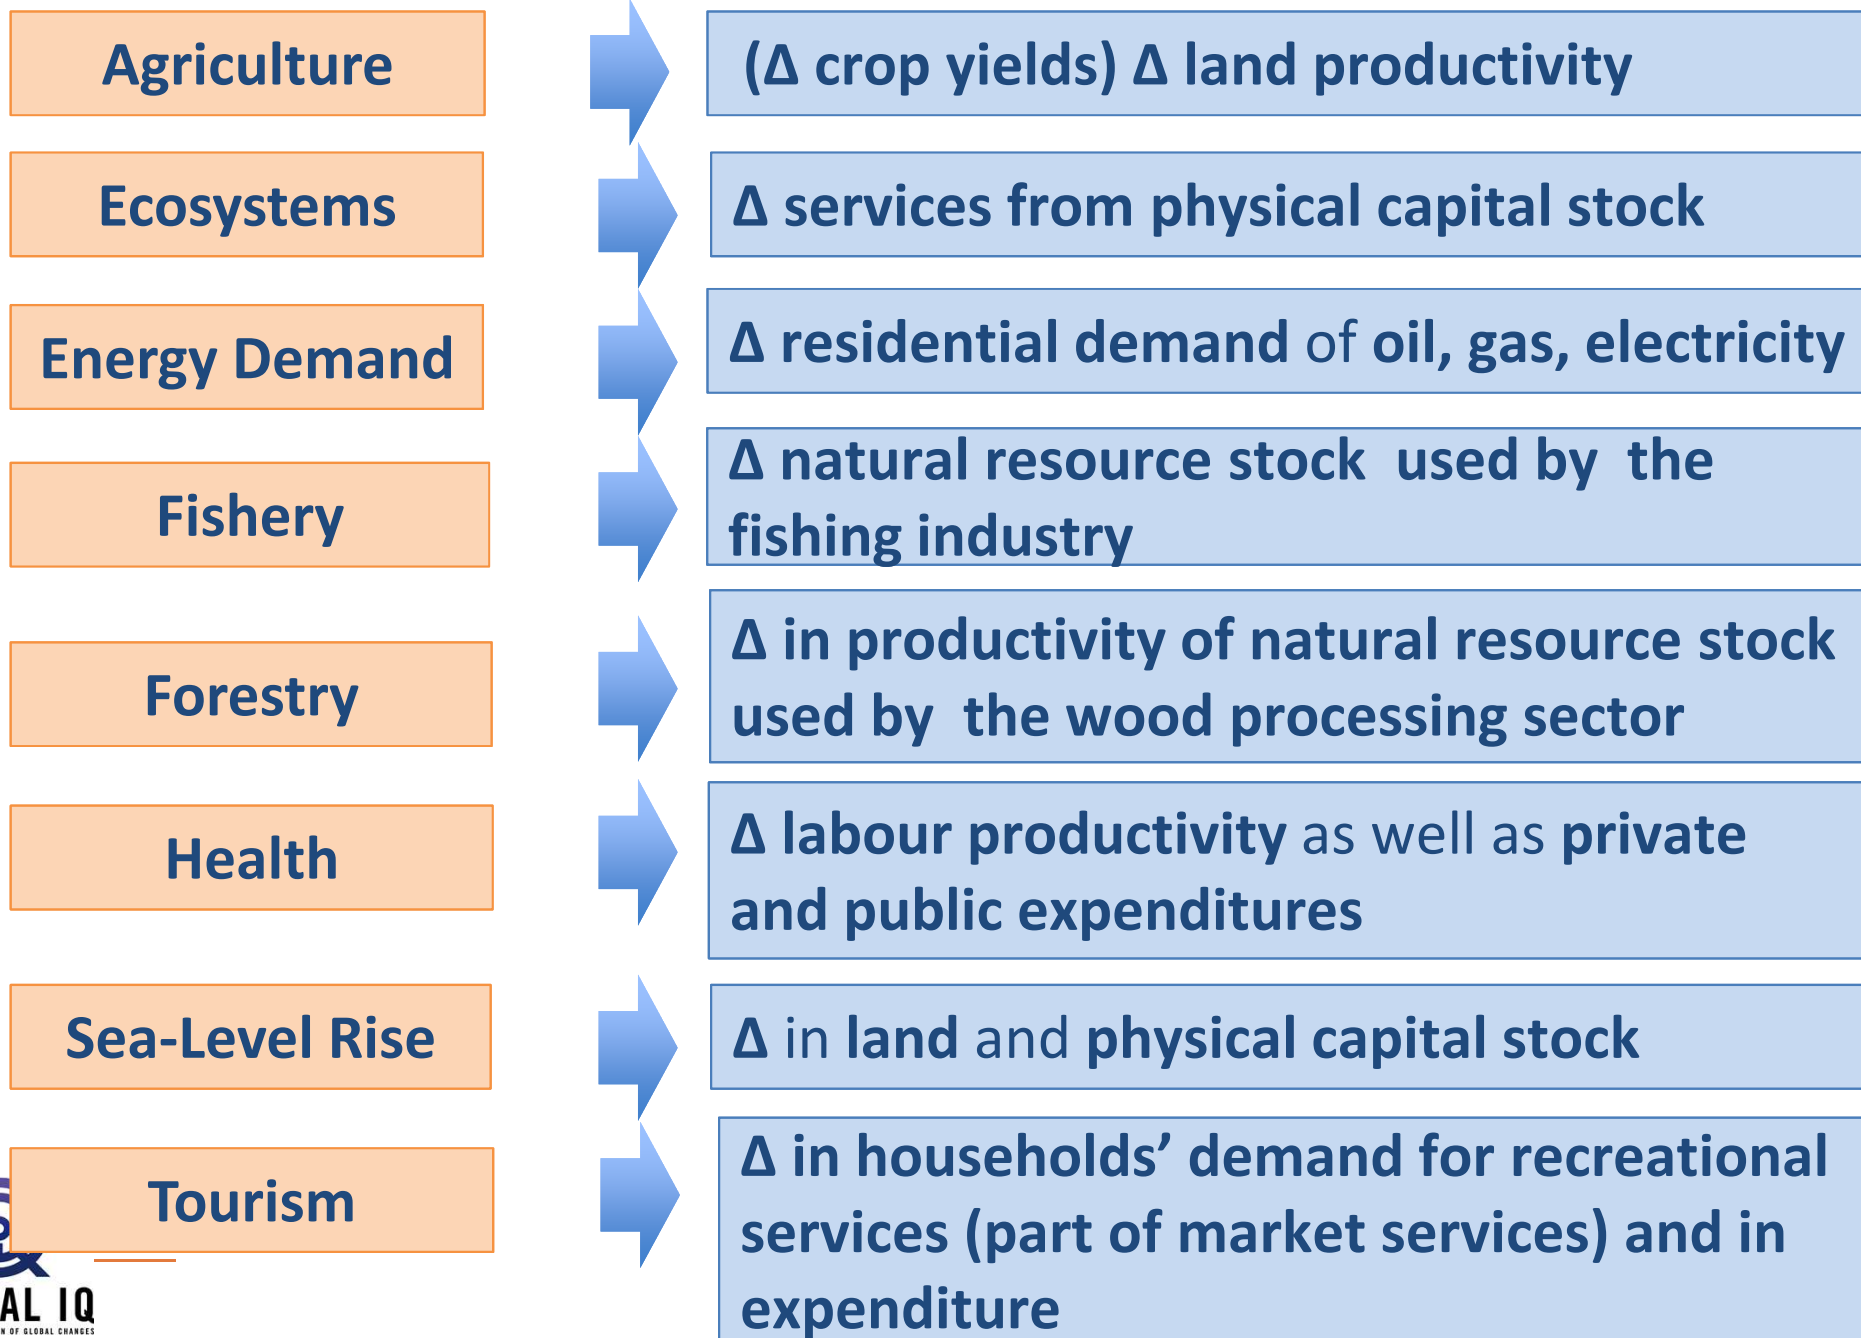 Agriculture
(Δ crop yields) Δ land productivity
Ecosystems
Δ services from physical capital stock
Energy Demand
Δ residential demand of oil, gas, electricity
Fishery
Δ natural resource stock used by the
fishing industry
Forestry
Δ in productivity of natural resource stock
used by the wood processing sector
Health
Δ labour productivity as well as private
and public expenditures
Sea-Level Rise
Δ in land and physical capital stock
Tourism
Δ in households’ demand for recreational
services (part of market services) and in
expenditure
AL IQ
N OF GLOBAL CHANGES